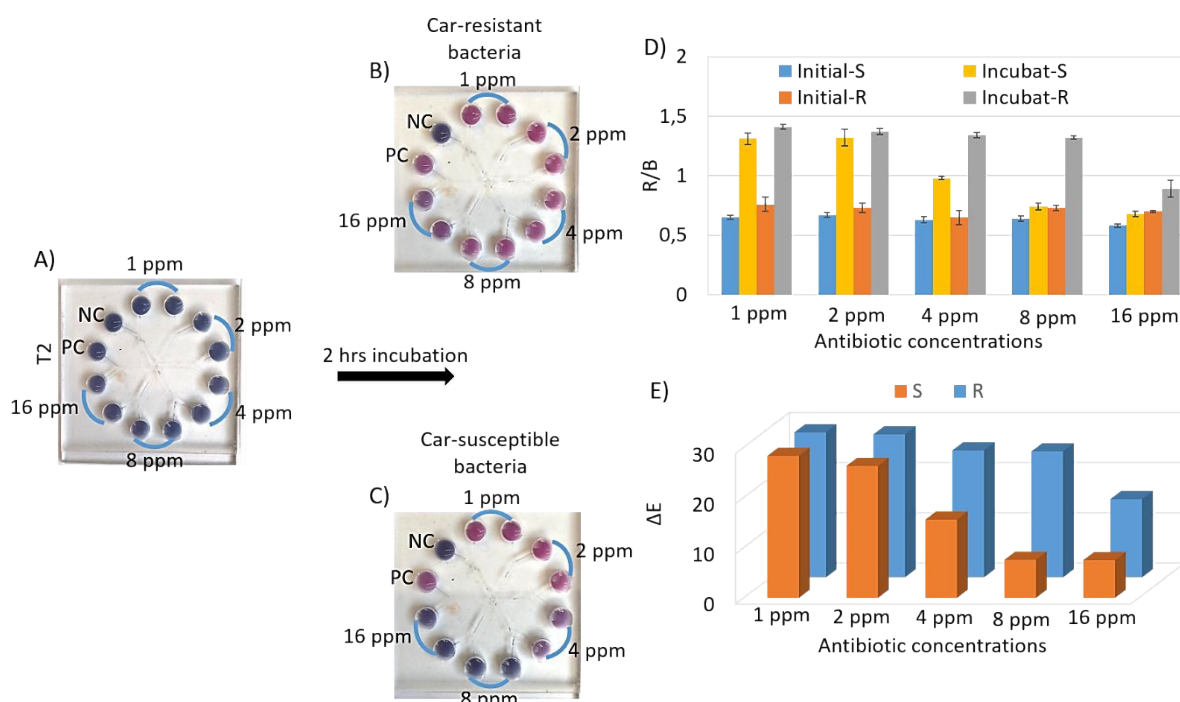 A)
1 ppm
NC
2 ppm
PC
T2
16 ppm
4 ppm
8 ppm
2 hrs incubation
Car-resistant
bacteria
B)
1 ppm
NC
2 ppm
PC
16 ppm
4 ppm
8 ppm
Car-susceptible
bacteria
C)
1 ppm
NC
2 ppm
PC
16 ppm
4 ppm
8 ppm
D)
2
1,5
1
0,5
0
R/B
Initial-S
Incubat-S
Initial-R
Incubat-R
1 ppm
2 ppm
4 ppm
8 ppm
16 ppm
Antibiotic concentrations
E)
S
R
30
20
10
0
ΔE
1 ppm
2 ppm
4 ppm
8 ppm
16 ppm
Antibiotic concentrations